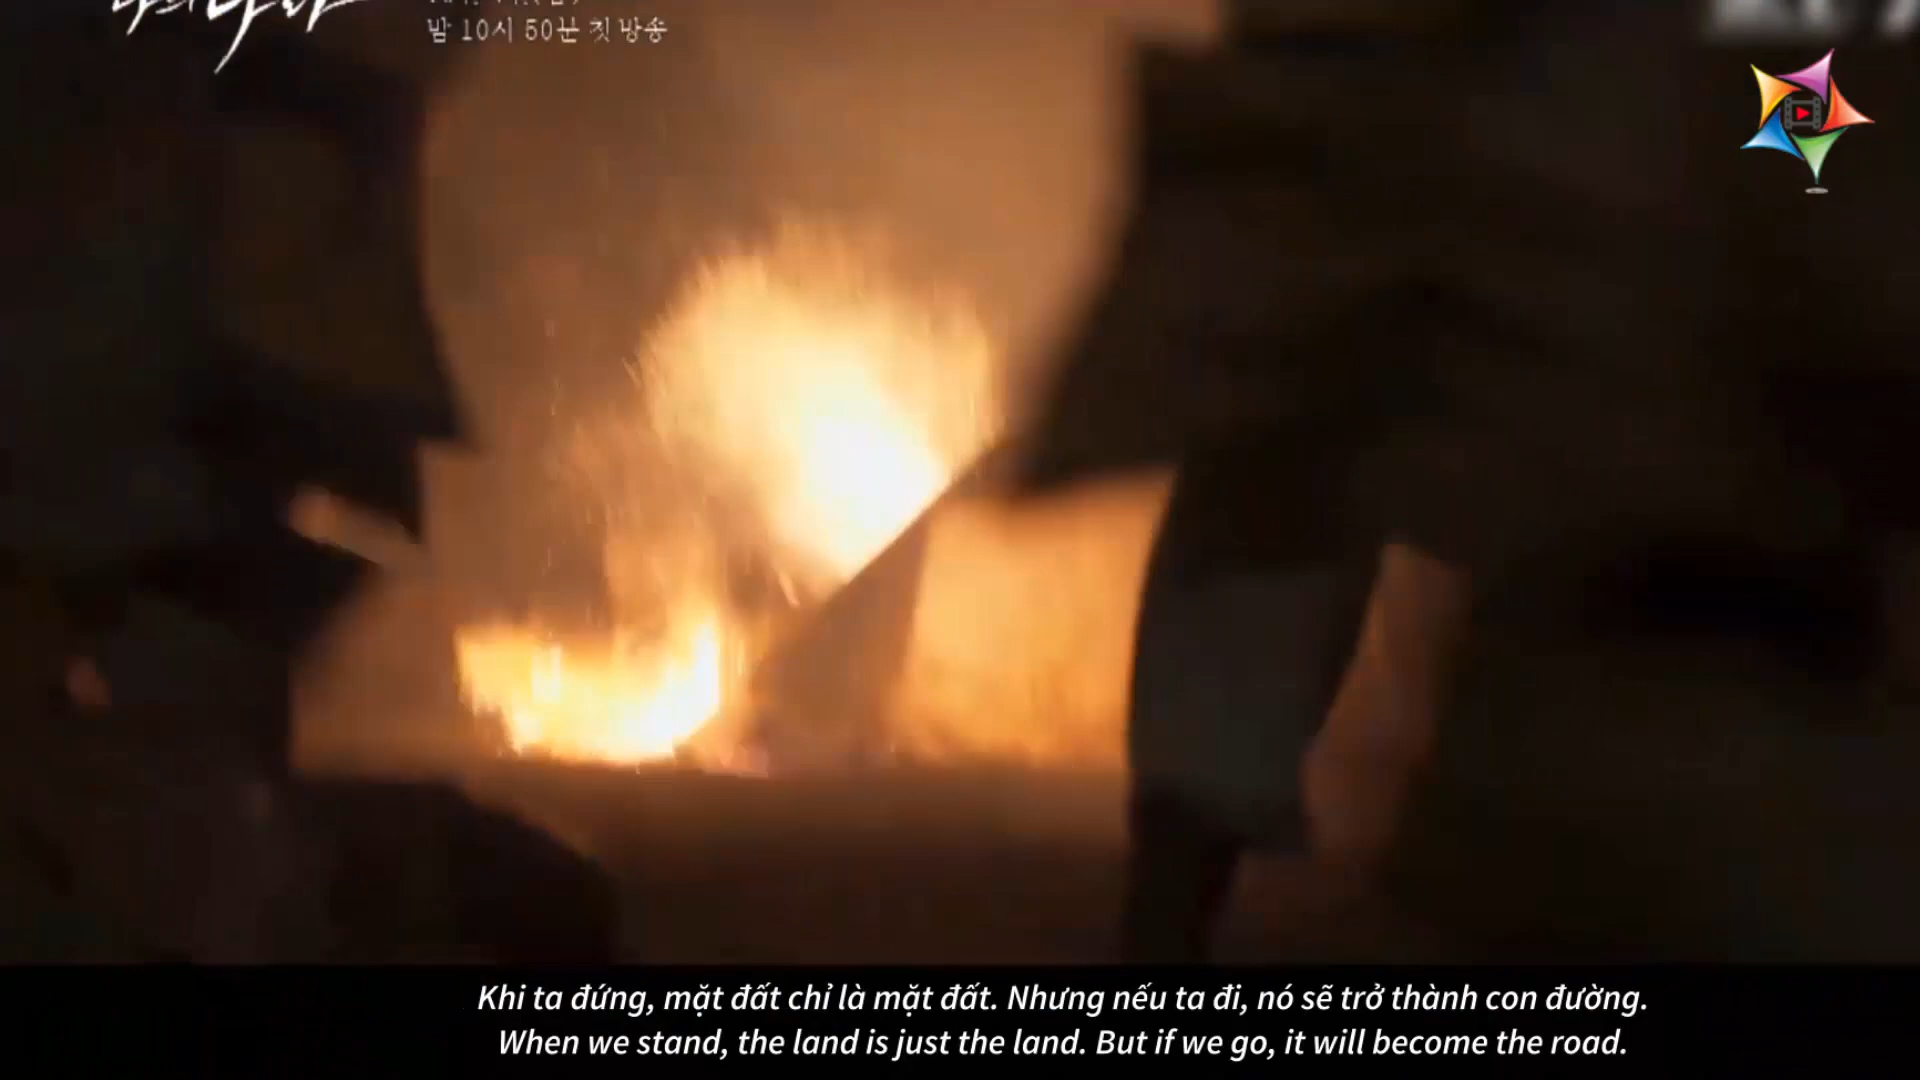 밤 10시 50분 첫 방송
Khi ta đứng, mặt đất chỉ là mặt đất. Nhưng nếu ta đi, nó sẽ trở thành con đường.
When we stand, the land is just the land. But if we go, it will become the road.